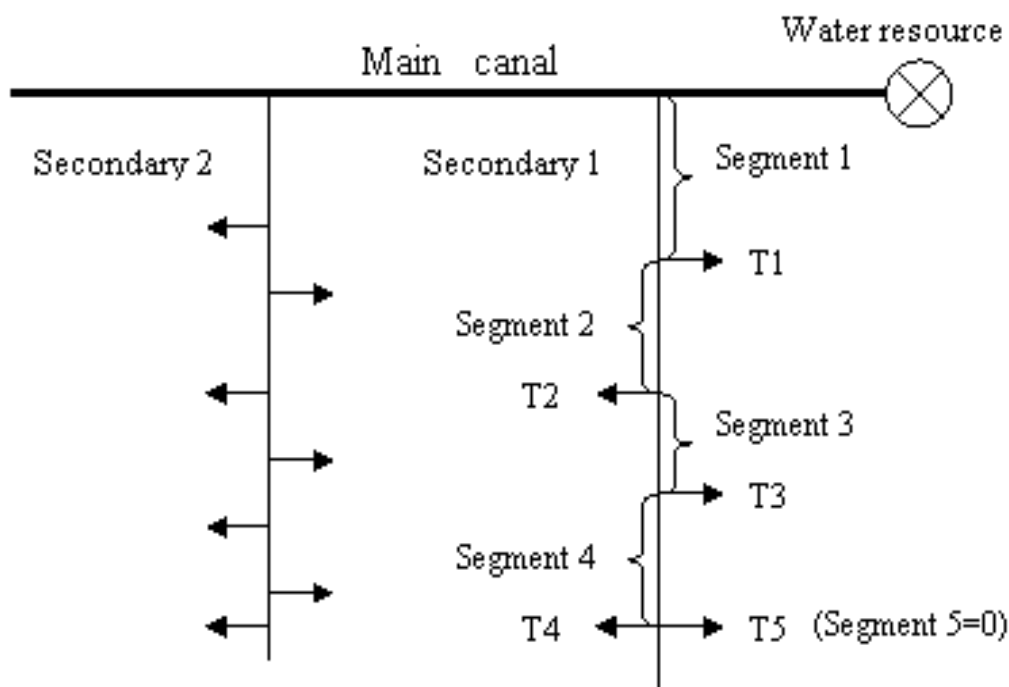 Water resource
Main canal
Secondary 2
Secondary 1
Segment 1
T1
Segment 2
T2
Segment 3
T3
Segment 4
T4
T5 (Segment 5=0)